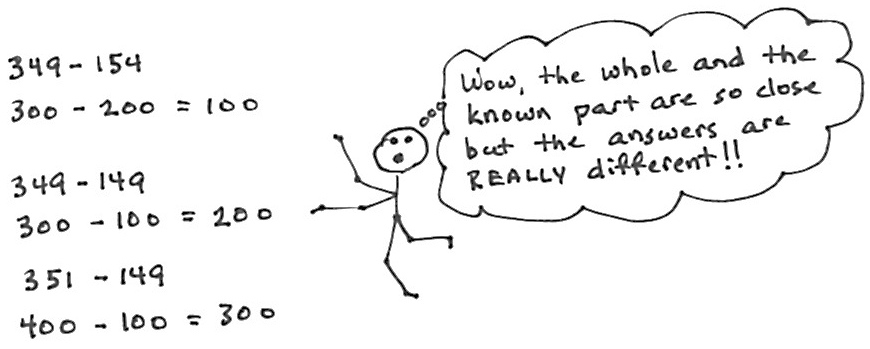 349 - 154
300 - 200 = 100
349 - 149
300 - 100 = 200
351 - 149
400 - 100 = 300
Wow, the whole and the
known part are so close
but the answers are
REALLY different!!